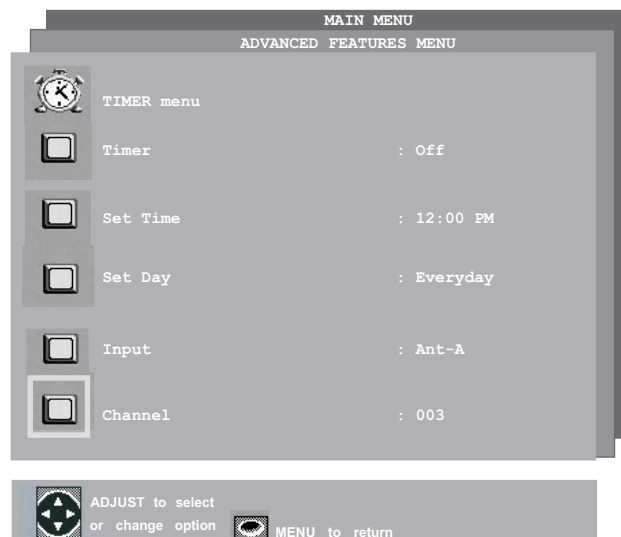 MAIN MENU
ADVANCED FEATURES MENU
TIMER menu
Timer : Off
Set Time : 12:00 PM
Set Day : Everyday
Input : Ant-A
Channel : 003
ADJUST to select
or change option
MENU to return